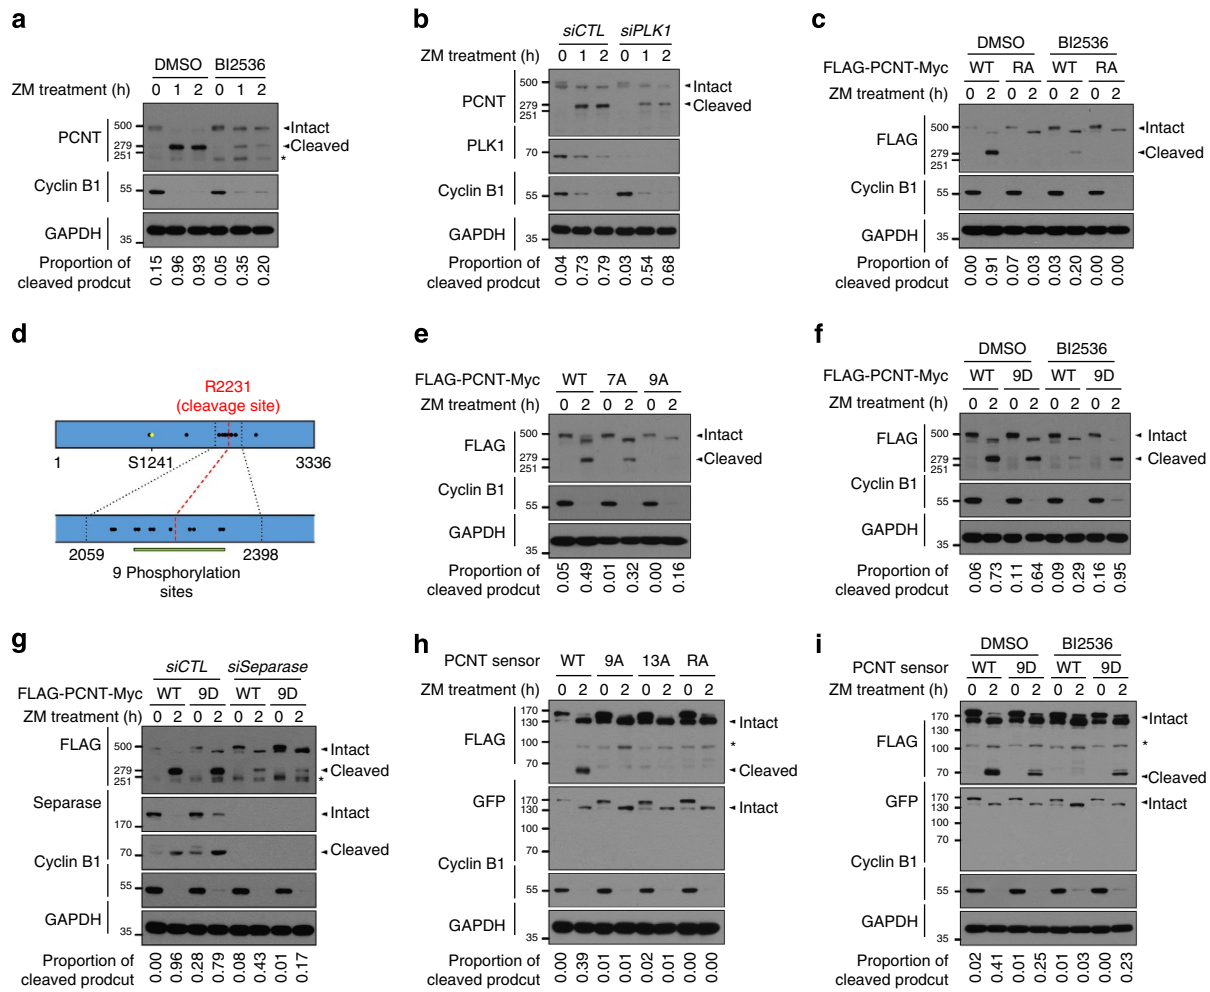 a
DMSO BI2536
ZM treatment (h) 0 1 2 0 1 2
PCNT
500
279
251
Intact
Cleaved
*
Cyclin B1
55
GAPDH
35
Proportion of
cleaved prodcut
0.15 0.96 0.93 0.05 0.35 0.20
b
siCTL siPLK1
ZM treatment (h) 0 1 2 0 1 2
PCNT
500
279
251
Intact
Cleaved
PLK1
70
Cyclin B1
55
GAPDH
35
Proportion of
cleaved prodcut
0.04 0.73 0.79 0.03 0.54 0.68
c
DMSO BI2536
FLAG-PCNT-Myc WT RA WT RA
ZM treatment (h) 0 2 0 2 0 2 0 2
FLAG
500
279
251
Intact
Cleaved
Cyclin B1
55
GAPDH
35
Proportion of
cleaved prodcut
0.00 0.91 0.07 0.03 0.03 0.20 0.00 0.00
d
R2231
(cleavage site)
1 S1241 3336
2059 2398
9 Phosphorylation
sites
e
FLAG-PCNT-Myc WT 7A 9A
ZM treatment (h) 0 2 0 2 0 2
FLAG
500
279
251
Intact
Cleaved
Cyclin B1
55
GAPDH
35
Proportion of
cleaved prodcut
0.05 0.49 0.01 0.32 0.00 0.16
f
DMSO BI2536
FLAG-PCNT-Myc WT 9D WT 9D
ZM treatment (h) 0 2 0 2 0 2 0 2
FLAG
500
279
251
Intact
Cleaved
Cyclin B1
55
GAPDH
35
Proportion of
cleaved prodcut
0.06 0.73 0.11 0.64 0.09 0.29 0.16 0.95
g
siCTL siSeparase
FLAG-PCNT-Myc WT 9D WT 9D
ZM treatment (h) 0 2 0 2 0 2 0 2
FLAG
500
279
251
Intact
Cleaved
*
Separase
170
Intact
70
Cleaved
Cyclin B1
55
GAPDH
35
Proportion of
cleaved prodcut
0.00 0.96 0.28 0.79 0.08 0.43 0.01 0.17
h
PCNT sensor WT 9A 13A RA
ZM treatment (h) 0 2 0 2 0 2 0 2
FLAG
170
130
100
70
Intact
*
Cleaved
GFP
170
130
100
70
Intact
Cyclin B1
55
GAPDH
35
Proportion of
cleaved prodcut
0.00 0.39 0.01 0.01 0.02 0.01 0.00 0.00
i
DMSO BI2536
PCNT sensor WT 9D WT 9D
ZM treatment (h) 0 2 0 2 0 2 0 2
FLAG
170
130
100
70
Intact
*
Cleaved
GFP
170
130
100
70
Intact
Cyclin B1
55
GAPDH
35
Proportion of
cleaved prodcut
0.02 0.41 0.01 0.25 0.01 0.03 0.00 0.23